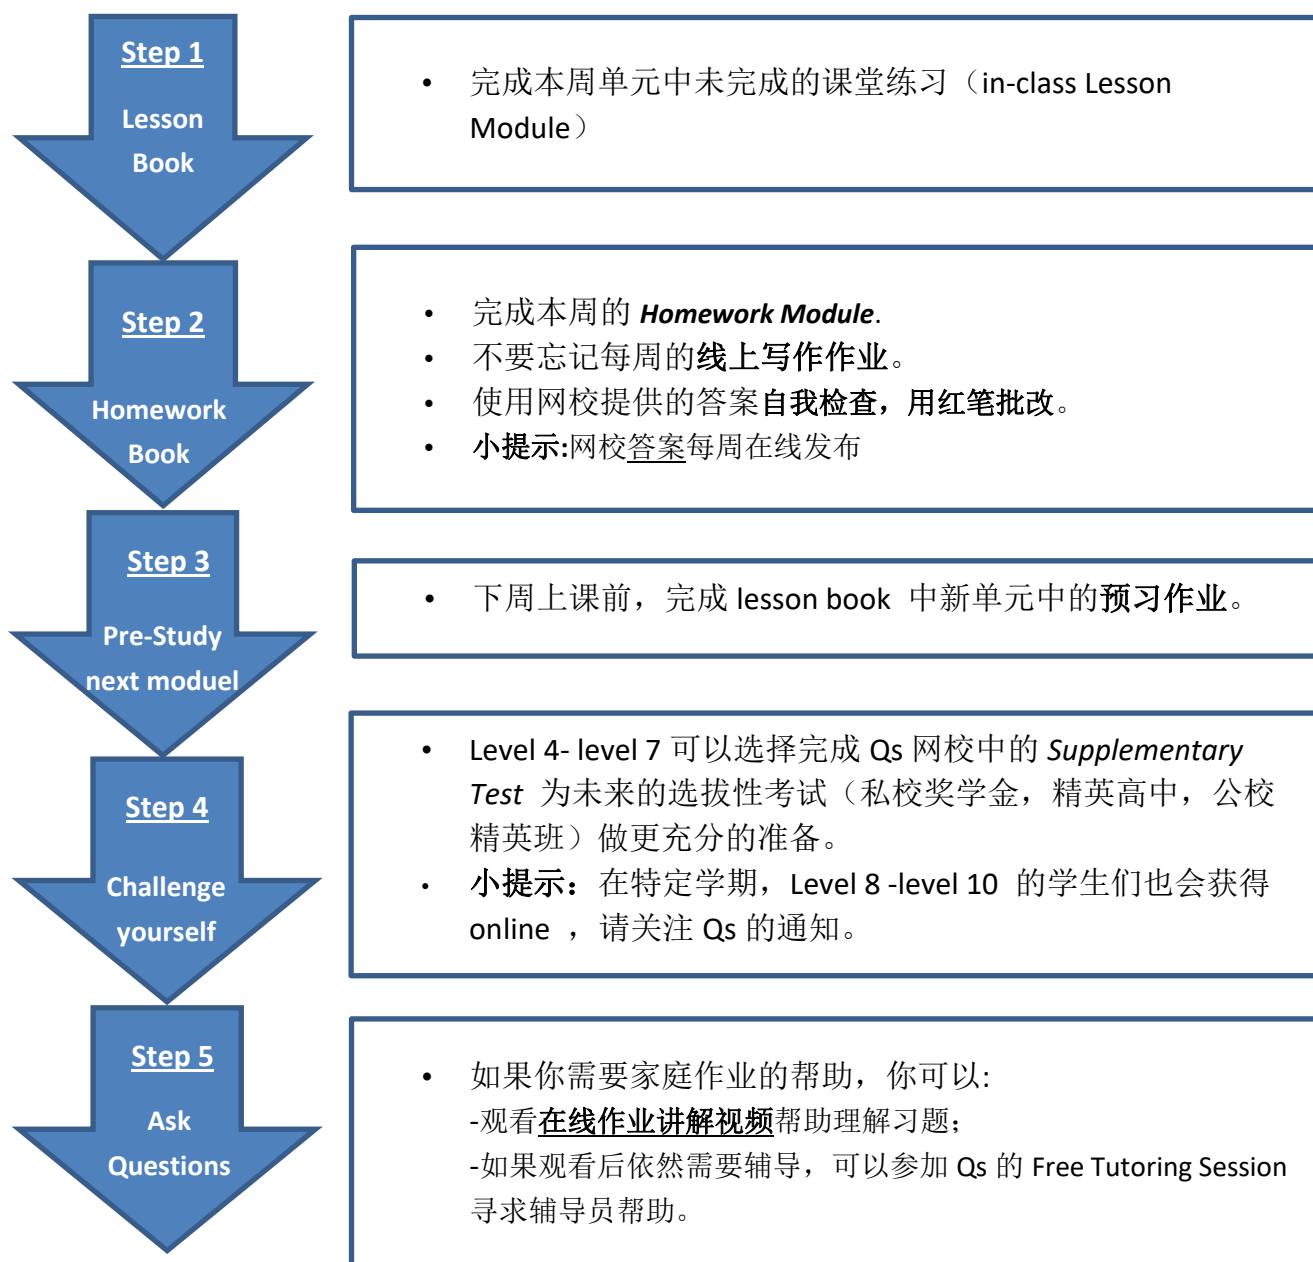 Step 1
Lesson
Book
• 完成本周单元中未完成的课堂练习（in-class Lesson
Module）
Step 2
Homework
Book
• 完成本周的 Homework Module.
• 不要忘记每周的线上写作作业。
• 使用网校提供的答案自我检查，用红笔批改。
• 小提示:网校答案每周在线发布
Step 3
Pre-Study
next moduel
• 下周上课前，完成 lesson book 中新单元中的预习作业。
Step 4
Challenge
yourself
• Level 4- level 7 可以选择完成 Qs 网校中的 Supplementary
Test 为未来的选拔性考试（私校奖学金，精英高中，公校
精英班）做更充分的准备。
• 小提示：在特定学期，Level 8 -level 10 的学生们也会获得
online ，请关注 Qs 的通知。
Step 5
Ask
Questions
• 如果你需要家庭作业的帮助，你可以:
-观看在线作业讲解视频帮助理解习题；
-如果观看后依然需要辅导，可以参加 Qs 的 Free Tutoring Session
寻求辅导员帮助。